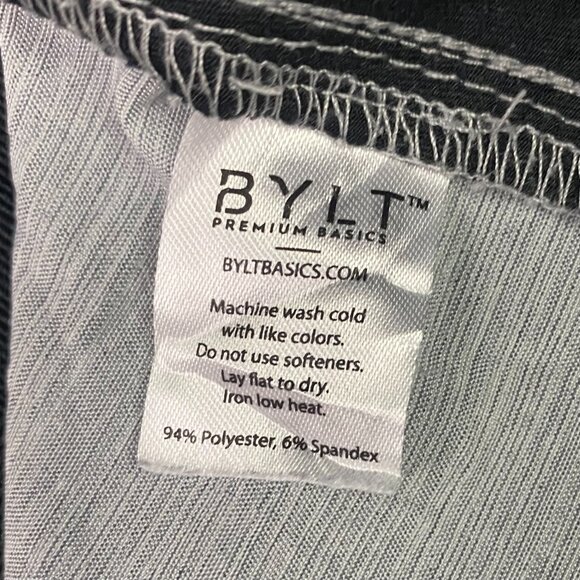 BYLT™
PREMIUM BASICS
BYLTBASICS.COM
Machine wash cold
with like colors.
Do not use softeners.
Lay flat to dry.
Iron low heat.
94% Polyester, 6% Spandex